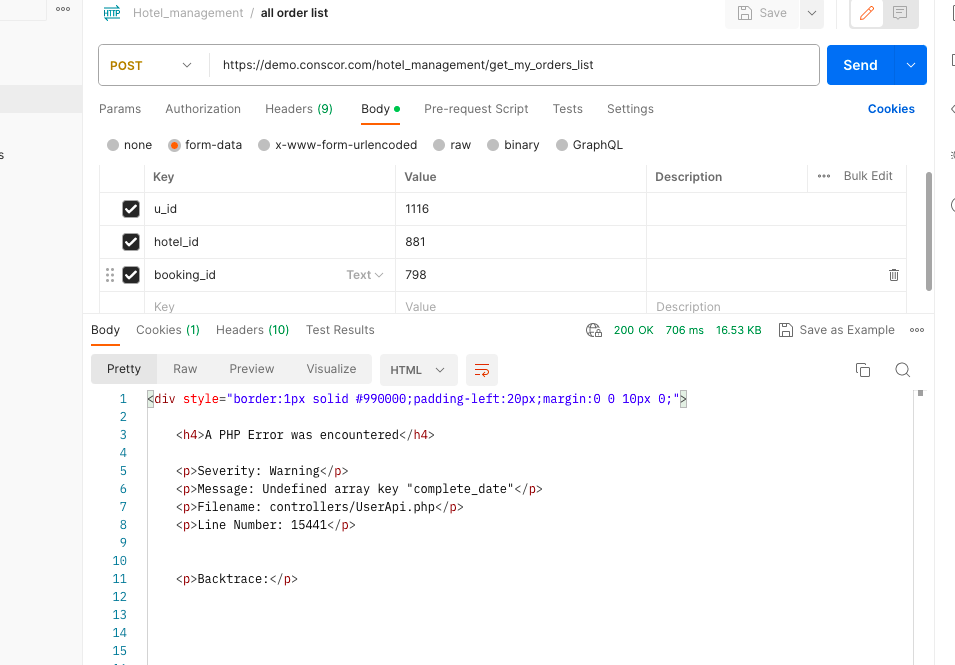 Hotel_management / all order list
Save
POST https://demo.conscor.com/hotel_management/get_my_orders_list Send
Params Authorization Headers (9) Body Pre-request Script Tests Settings Cookies
none form-data x-www-form-urlencoded raw binary GraphQL
Key Value Description Bulk Edit
u_id 1116
hotel_id 881
booking_id Text 798
Key Value Description
Body Cookies (1) Headers (10) Test Results 200 OK 706 ms 16.53 KB Save as Example
Pretty Raw Preview Visualize HTML
1 <div style="border:1px solid #990000;padding-left:20px;margin:0 0 10px 0;">
2
3 <h4>A PHP Error was encountered</h4>
4
5 <p>Severity: Warning</p>
6 <p>Message: Undefined array key "complete_date"</p>
7 <p>Filename: controllers/UserApi.php</p>
8 <p>Line Number: 15441</p>
9
10
11 <p>Backtrace:</p>
12
13
14
15